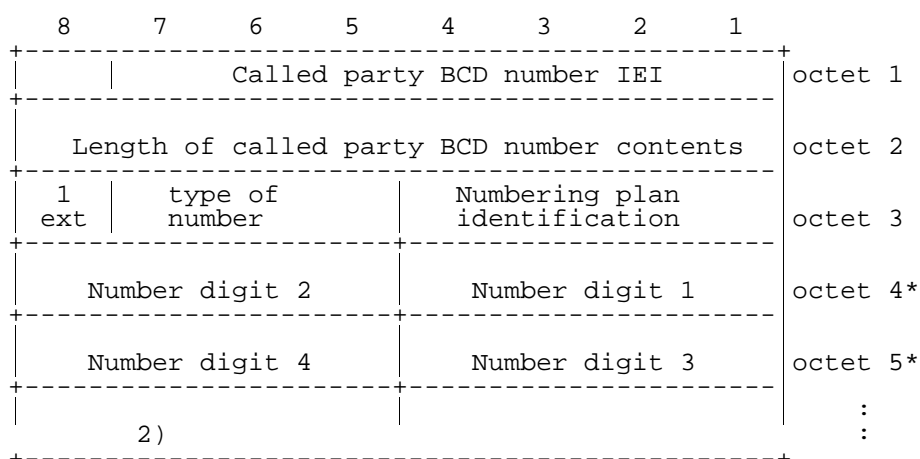 8 7 6 5 4 3 2 1
Called party BCD number IEI octet 1
Length of called party BCD number contents octet 2
1 type of Numbering plan
ext number identification octet 3
Number digit 2 Number digit 1 octet 4*
Number digit 4 Number digit 3 octet 5*
:
2) :